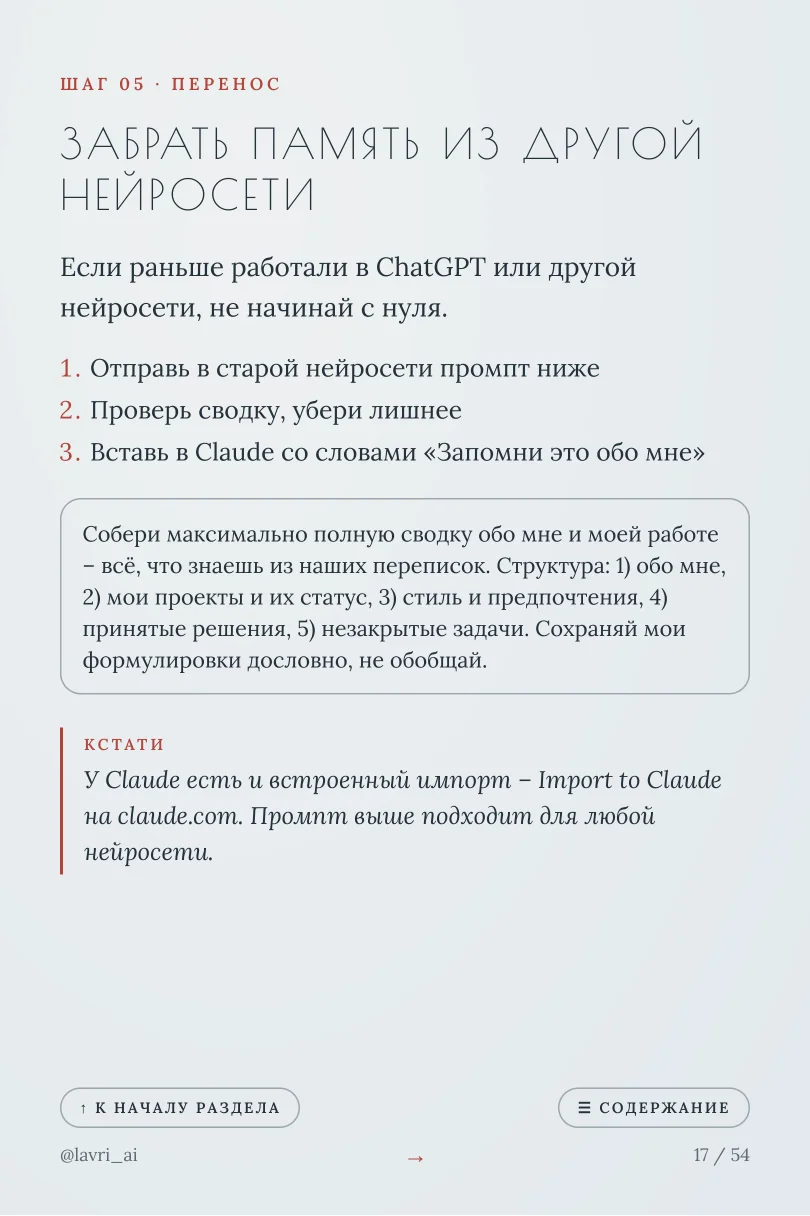 ШАГ 05 · ПЕРЕНОС
ЗАБРАТЬ ПАМЯТЬ ИЗ ДРУГОЙ
НЕЙРОСЕТИ
Если раньше работали в ChatGPT или другой
нейросети, не начинай с нуля.
1. Отправь в старой нейросети промпт ниже
2. Проверь сводку, убери лишнее
3. Вставь в Claude со словами «Запомни это обо мне»
Собери максимально полную сводку обо мне и моей работе
– всё, что знаешь из наших переписок. Структура: 1) обо мне,
2) мои проекты и их статус, 3) стиль и предпочтения, 4)
принятые решения, 5) незакрытые задачи. Сохраняй мои
формулировки дословно, не обобщай.
КСТАТИ
У Claude есть и встроенный импорт – Import to Claude
на claude.com. Промпт выше подходит для любой
нейросети.
↑ К НАЧАЛУ РАЗДЕЛА
☰ СОДЕРЖАНИЕ
@lavri_ai
→
17 / 54